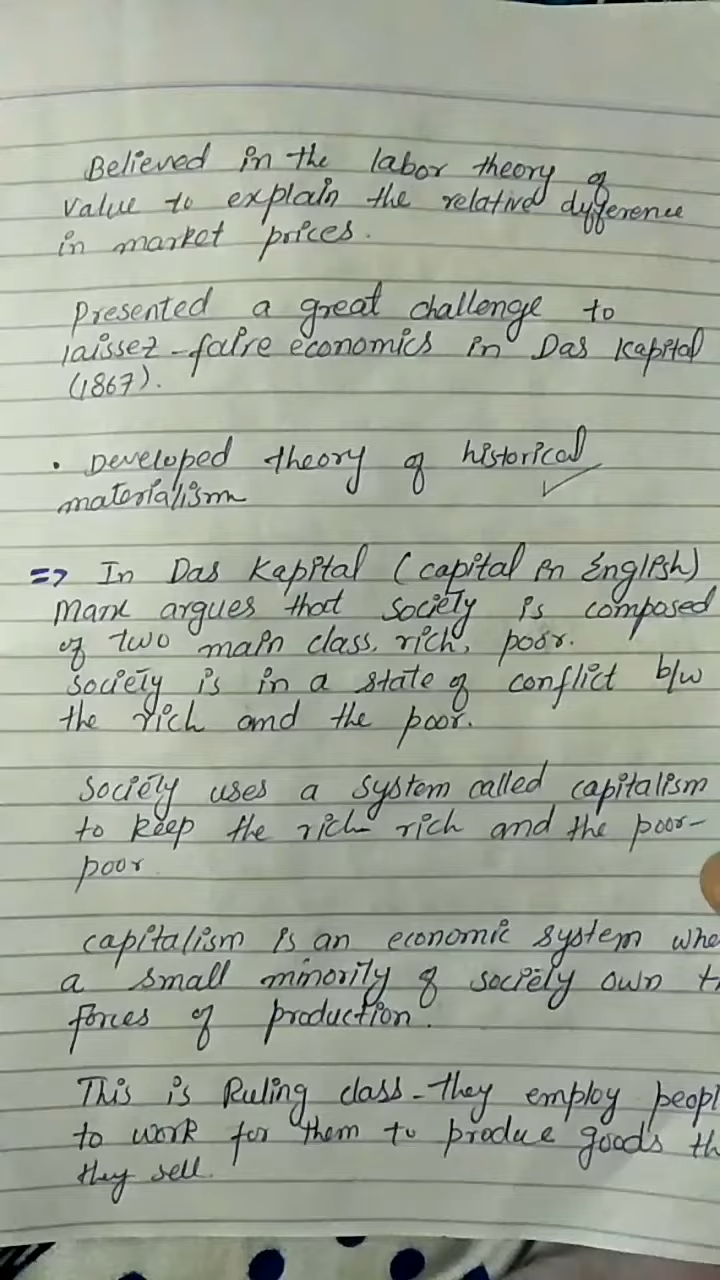 Believed in the labor theory of
value to explain the relative difference
in market prices.
Presented a great challenge to
laissez-faire economics in Das Kapital
(1867).
• Developed theory of historical
materialism
=> In Das Kapital (capital in English)
Marx argues that society is composed
of two main class, rich, poor.
society is in a state of conflict b/w
the rich and the poor.
Society uses a system called capitalism
to keep the rich rich and the poor-
poor
capitalism is an economic system whe
a small minority of society own th
forces of production.
This is Ruling class-they employ peopl
to work for them to produce goods th
they sell.